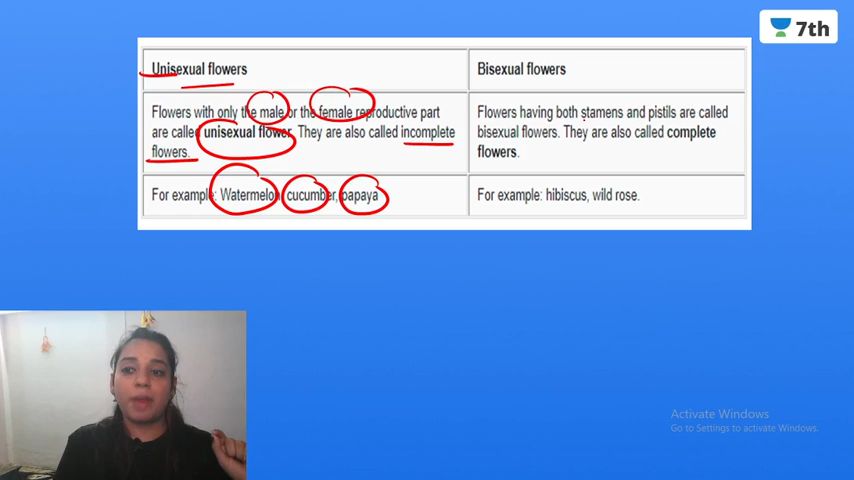 7th
Unisexual flowers
Bisexual flowers
Flowers with only the male or the female reproductive part
are called unisexual flower. They are also called incomplete
flowers.
Flowers having both stamens and pistils are called
bisexual flowers. They are also called complete
flowers.
For example: Watermelon, cucumber, papaya
For example: hibiscus, wild rose.
Activate Windows
Go to Settings to activate Windows.